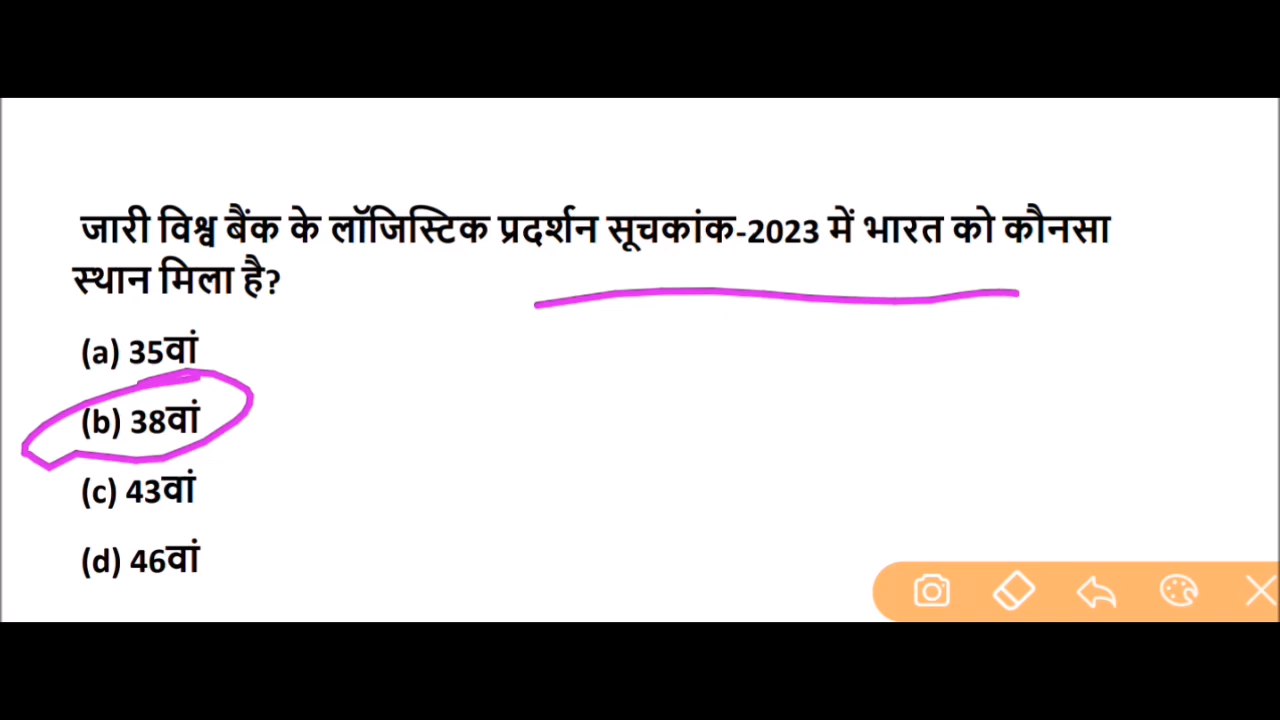 जारी विश्व बैंक के लॉजिस्टिक प्रदर्शन सूचकांक-2023 में भारत को कौनसा
स्थान मिला है?
(a) 35वां
(b) 38वां
(c) 43वां
(d) 46वां